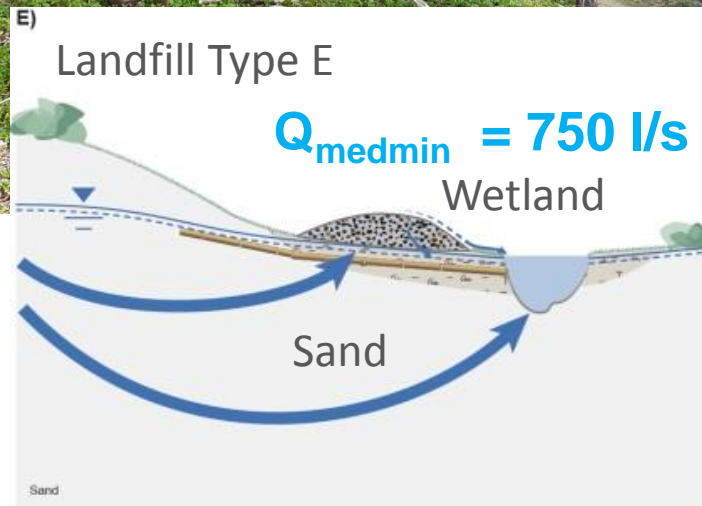 E)
Landfill Type E
Qmedmin = 750 l/s
Wetland
Sand
Sand